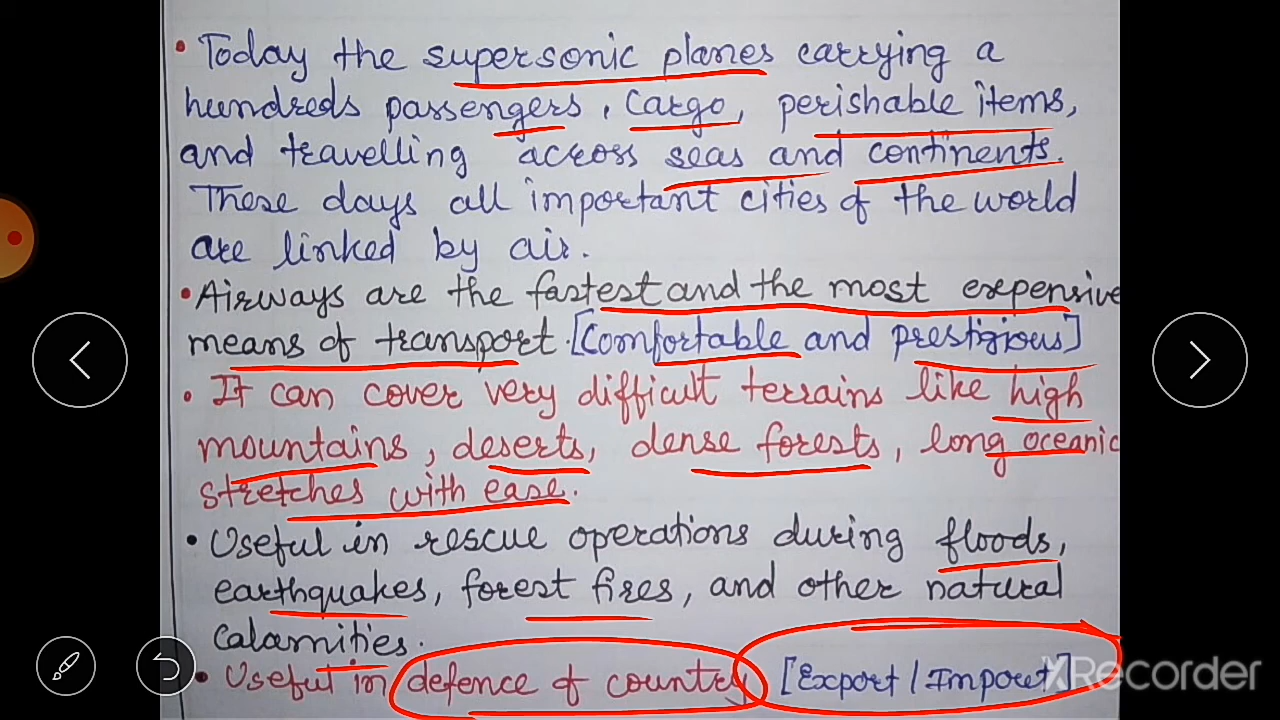 • Today the supersonic planes carrying a
hundreds passengers, cargo, perishable items,
and travelling across seas and continents.
These days all important cities of the world
are linked by air.
• Airways are the fastest and the most expensive
means of transport. [Comfortable and prestigious]
• It can cover very difficult terrains like high
mountains, deserts, dense forests, long oceanic
stretches with ease.
• Useful in rescue operations during floods,
earthquakes, forest fires, and other natural
calamities.
• Useful in defence of country [Export / Import]
XRecorder